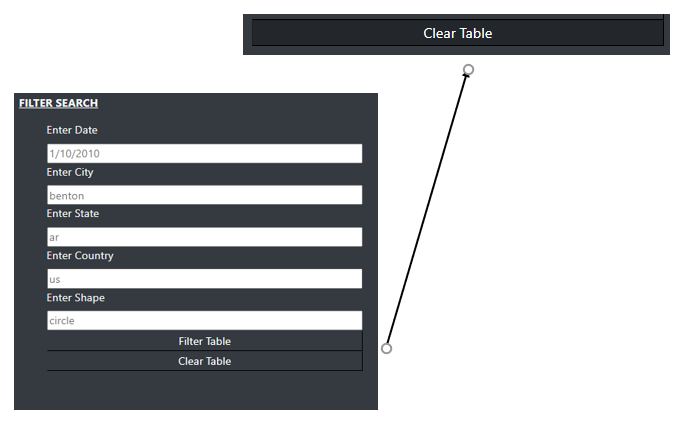 Clear Table
FILTER SEARCH
Enter Date
1/10/2010
Enter City
benton
Enter State
ar
Enter Country
us
Enter Shape
circle
Filter Table
Clear Table